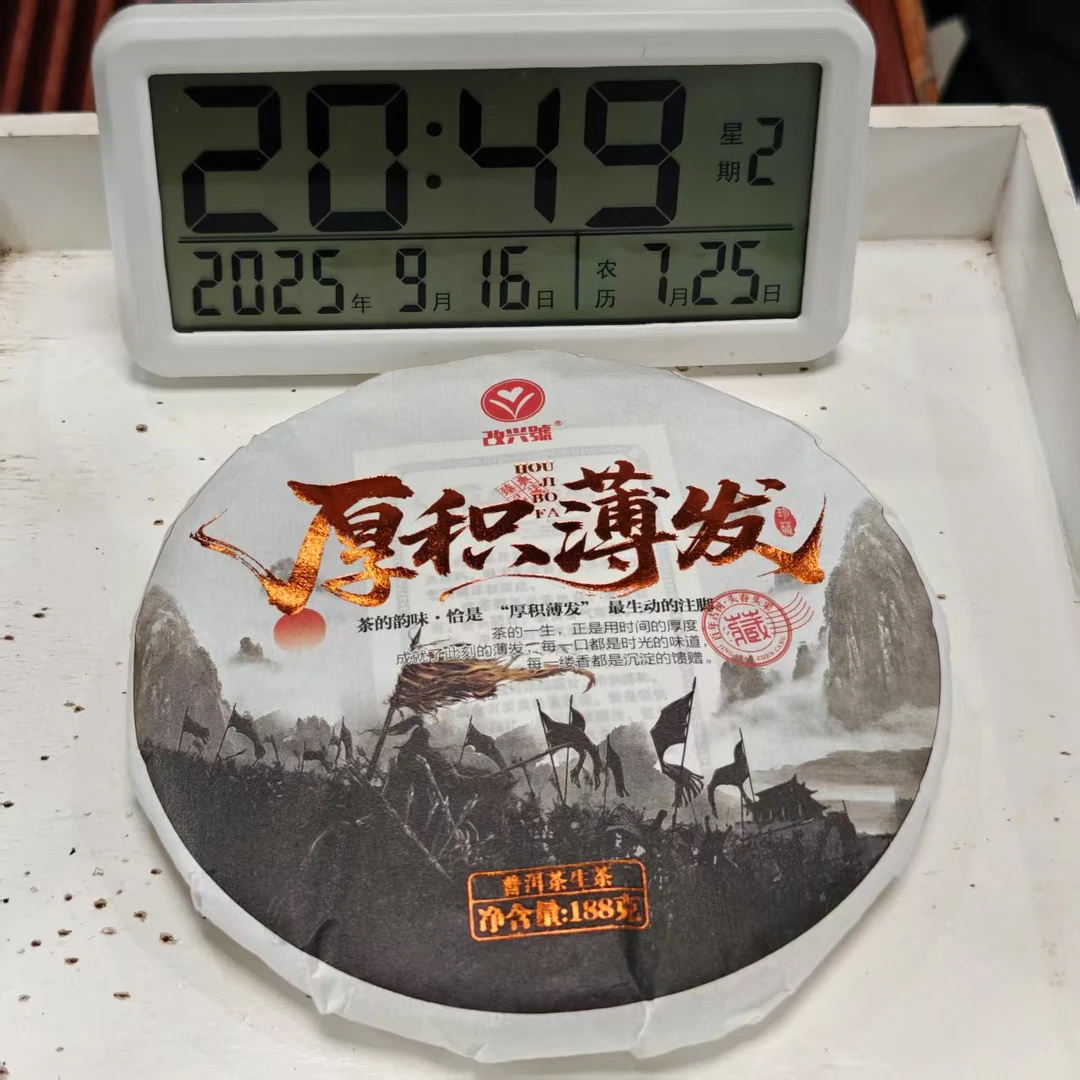 20:49 星期2
2025年 9月 16日 农历 7月25日
改兴號®
HOU
JI
BO
FA
厚积薄发
珍藏
茶的韵味·恰是 “厚积薄发” 最生动的注脚
茶的一生，正是用时间的厚度
成就了此刻的薄发，每一口都是时光的味道，
每一缕香都是沉淀的馈赠。
藏
普洱茶生茶
净含量:188克